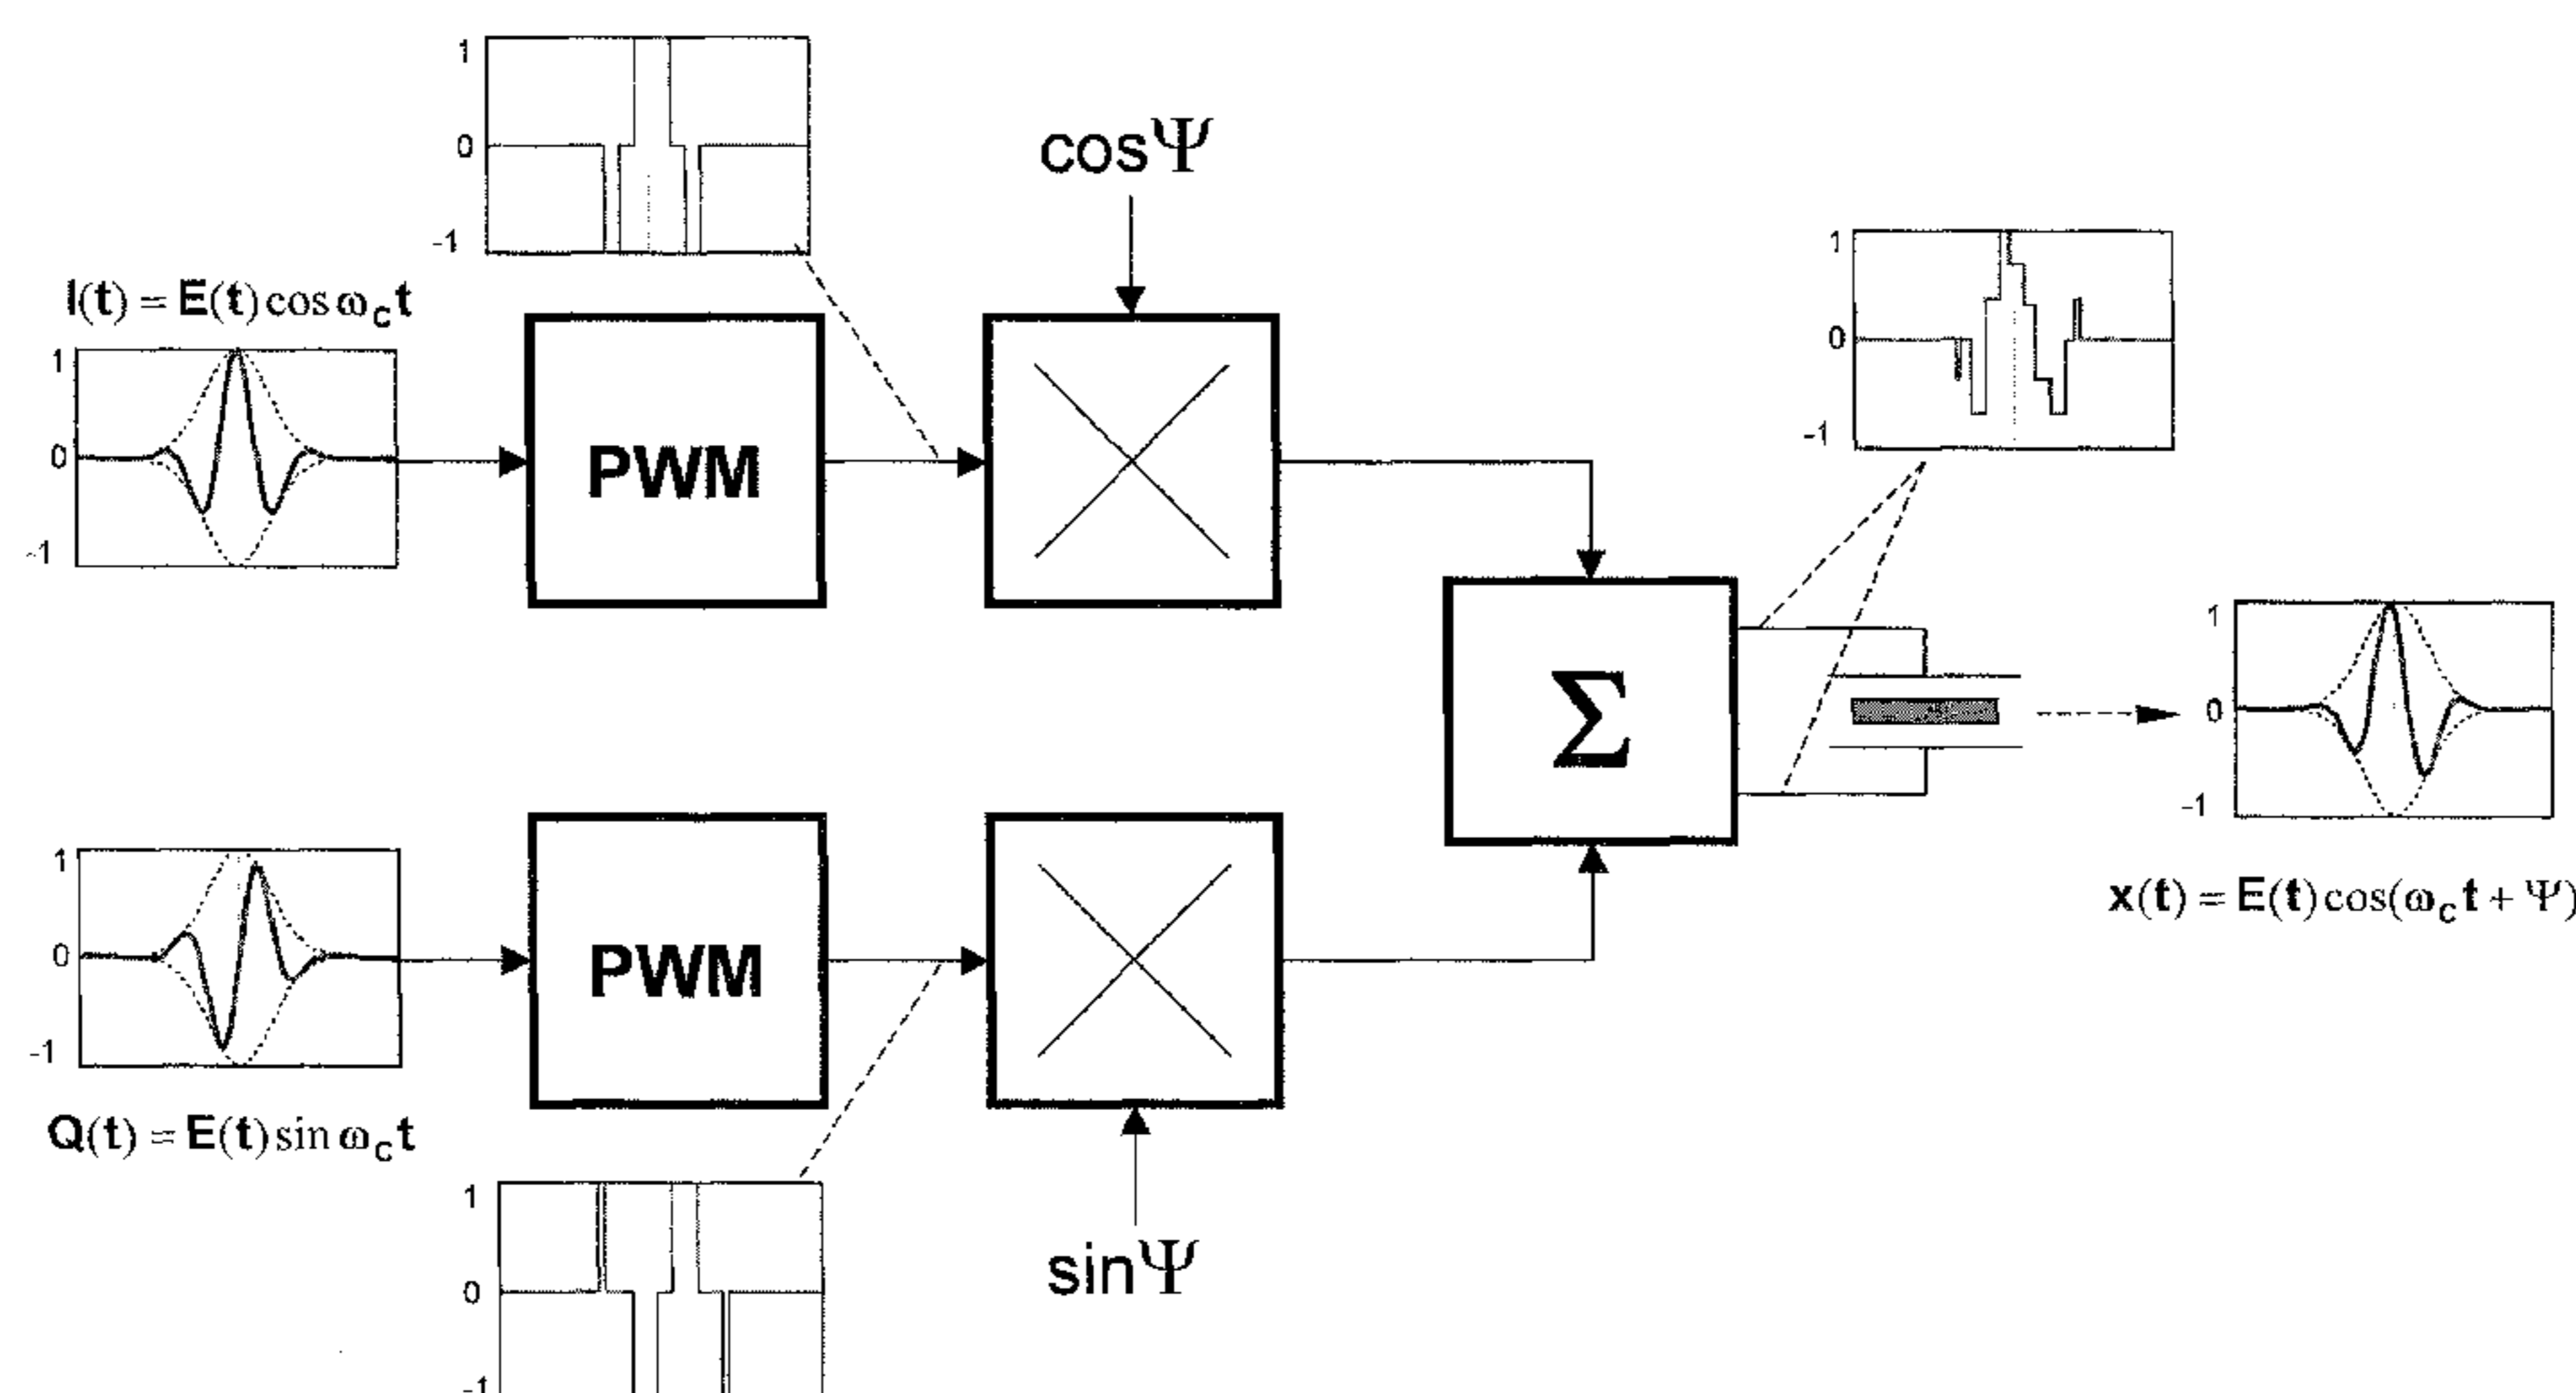 1
0
-1
cosΨ
I(t) = E(t) cos ω_c t
1
0
-1
PWM
1
0
-1
Σ
1
0
-1
x(t) = E(t) cos(ω_c t + Ψ)
1
0
-1
PWM
Q(t) = E(t) sin ω_c t
1
0
-1
sinΨ